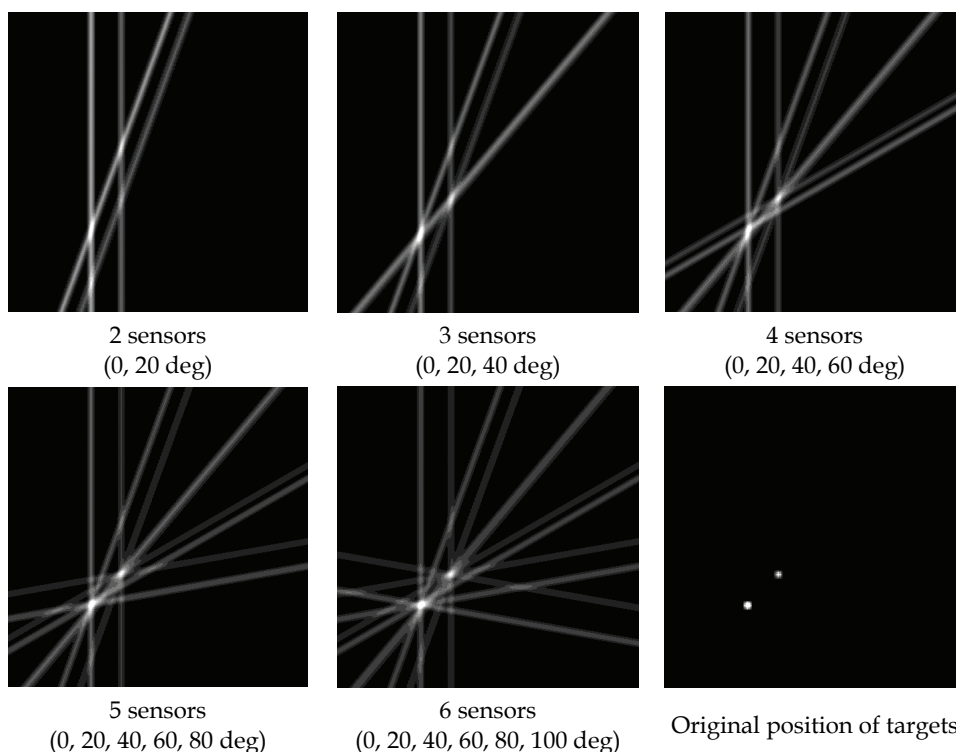 2 sensors
(0, 20 deg)
3 sensors
(0, 20, 40 deg)
4 sensors
(0, 20, 40, 60 deg)
5 sensors
(0, 20, 40, 60, 80 deg)
6 sensors
(0, 20, 40, 60, 80, 100 deg)
Original position of targets